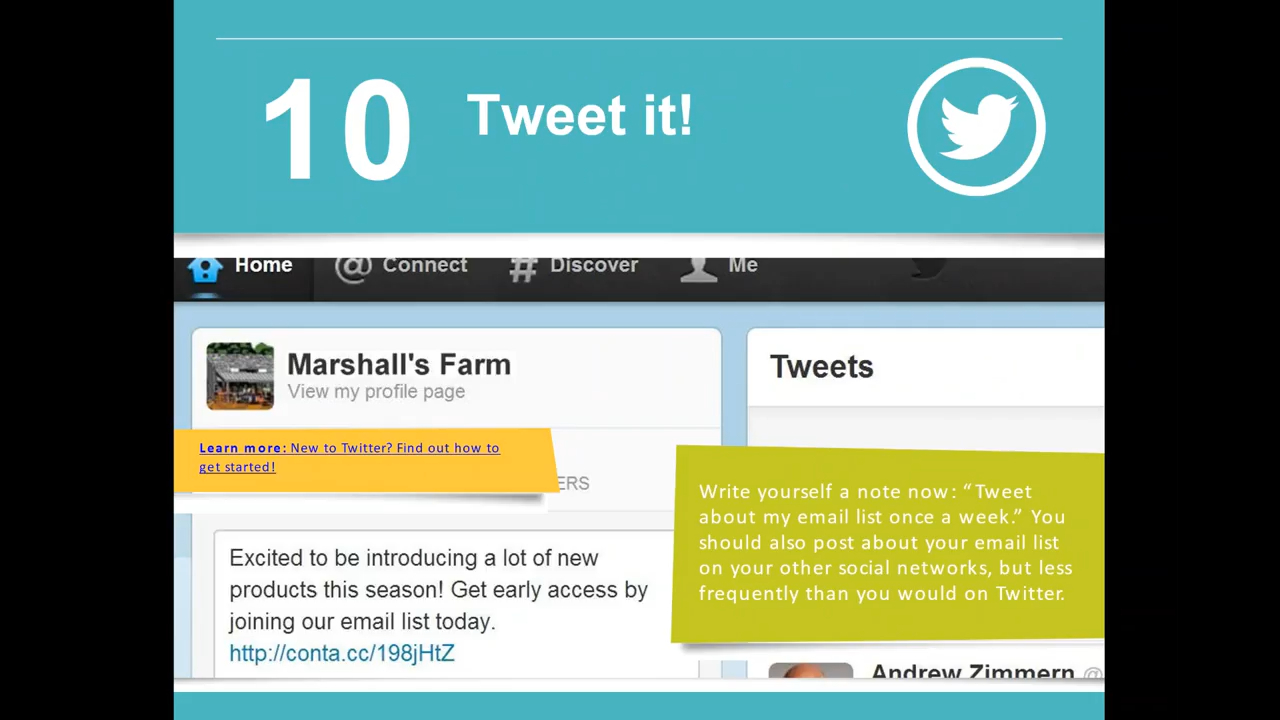 10 Tweet it!
Home @ Connect # Discover Me
Marshall's Farm
View my profile page
Tweets
Learn more: New to Twitter? Find out how to
get started!
ERS
Write yourself a note now: “Tweet
about my email list once a week.” You
should also post about your email list
on your other social networks, but less
frequently than you would on Twitter.
Excited to be introducing a lot of new
products this season! Get early access by
joining our email list today.
http://conta.cc/198jHtZ
Andrew Zimmern @